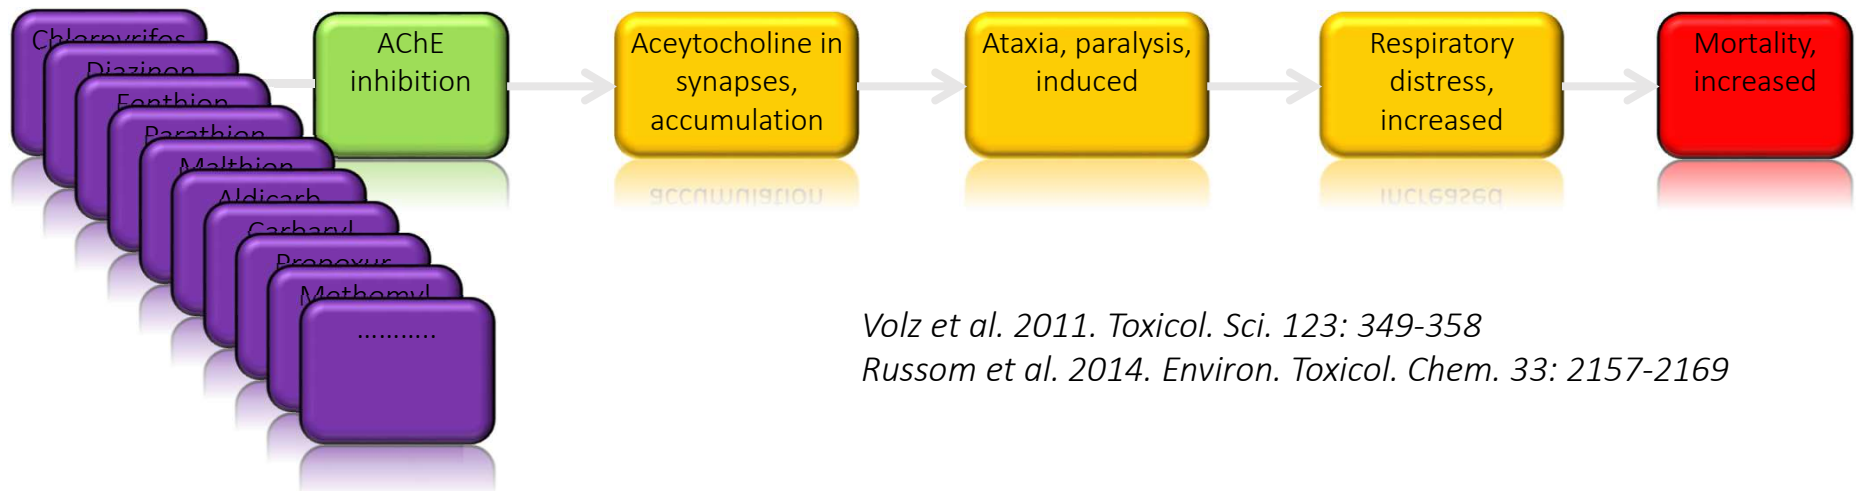 Chlorpyrifos
Diazinon
Fenthion
Parathion
Malthion
Aldicarb
Carbaryl
Propoxur
Methomyl
...........
AChE
inhibition
Aceytocholine in
synapses,
accumulation
Ataxia, paralysis,
induced
Respiratory
distress,
increased
Mortality,
increased
Volz et al. 2011. Toxicol. Sci. 123: 349-358
Russom et al. 2014. Environ. Toxicol. Chem. 33: 2157-2169